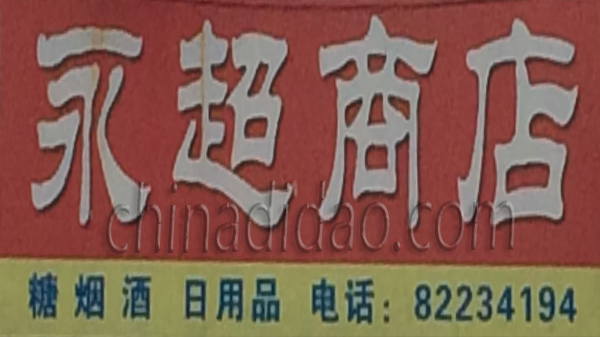 永超商店
chinadidao.com
糖 烟 酒 日用品 电话: 82234194